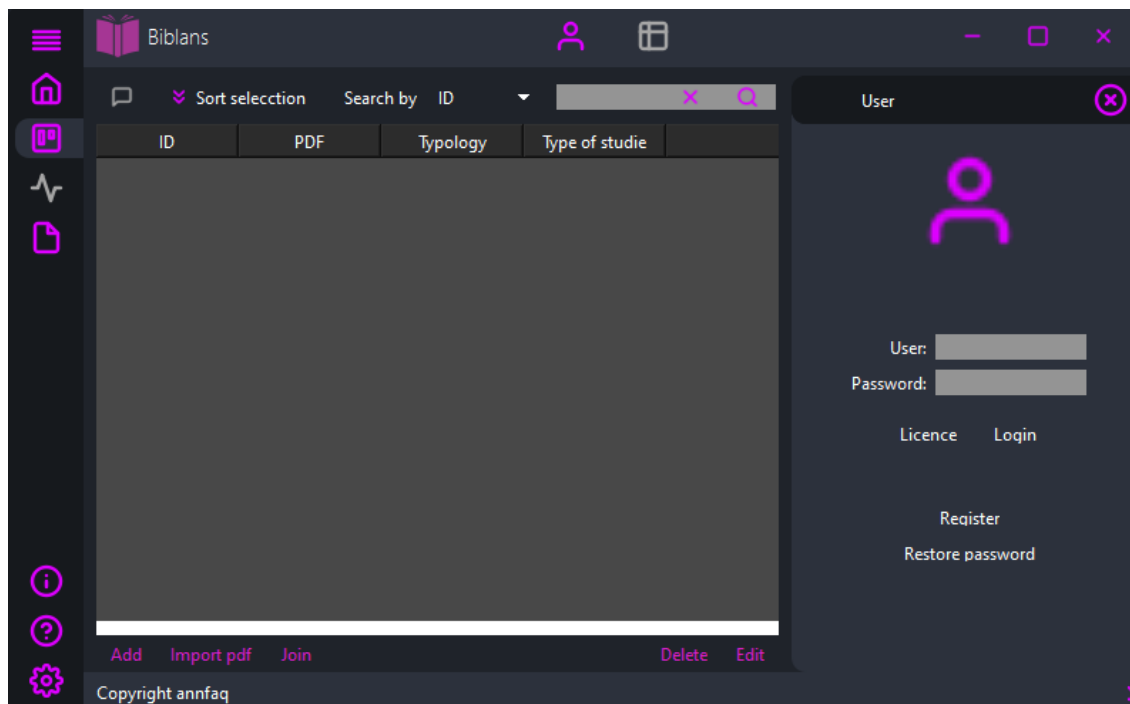 Biblans
Sort selecction Search by ID
ID PDF Typology Type of studie
User
User:
Password:
Licence Login
Register
Restore password
Add Import pdf Join Delete Edit
Copyright annfaq